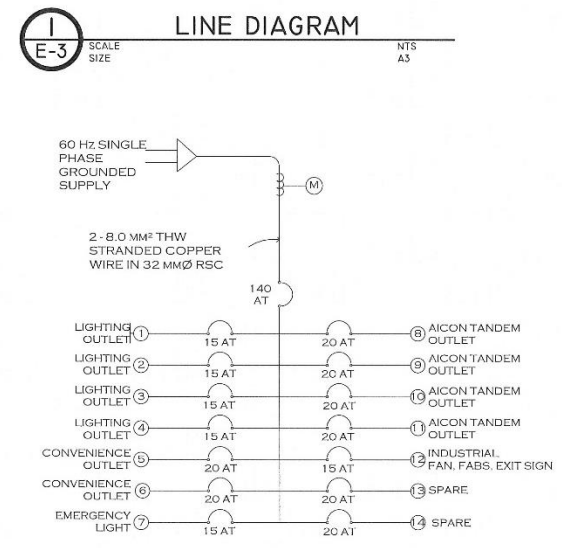 1
E-3
LINE DIAGRAM
SCALE
SIZE
NTS
A3
60 Hz SINGLE
PHASE
GROUNDED
SUPPLY
M
2-8.0 MM² THW
STRANDED COPPER
WIRE IN 32 MMØ RSC
140
AT
LIGHTING
OUTLET
1
15 AT
20 AT
8
AICON TANDEM
OUTLET
LIGHTING
OUTLET
2
15 AT
20 AT
9
AICON TANDEM
OUTLET
LIGHTING
OUTLET
3
15 AT
20 AT
10
AICON TANDEM
OUTLET
LIGHTING
OUTLET
4
15 AT
20 AT
11
AICON TANDEM
OUTLET
CONVENIENCE
OUTLET
5
20 AT
15 AT
12
INDUSTRIAL
FAN, FABS, EXIT SIGN
CONVENIENCE
OUTLET
6
20 AT
20 AT
13
SPARE
EMERGENCY
LIGHT
7
15 AT
20 AT
14
SPARE